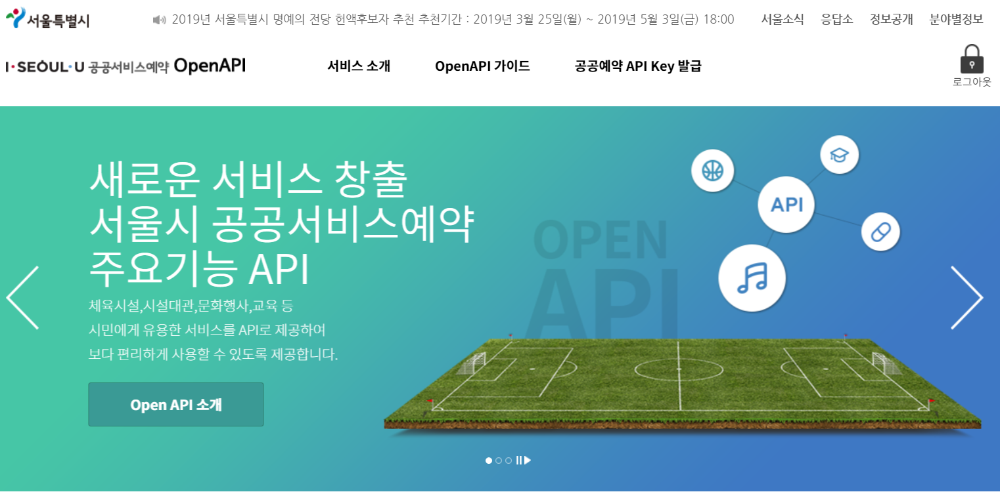 서울특별시
2019년 서울특별시 명예의 전당 헌액후보자 추천 추천기간 : 2019년 3월 25일(월) ~ 2019년 5월 3일(금) 18:00
서울소식 응답소 정보공개 분야별정보
I·SEOUL·U 공공서비스예약 OpenAPI
서비스 소개 OpenAPI 가이드 공공예약 API Key 발급
로그아웃
새로운 서비스 창출
서울시 공공서비스예약
주요기능 API
체육시설,시설대관,문화행사,교육 등
시민에게 유용한 서비스를 API로 제공하여
보다 편리하게 사용할 수 있도록 제공합니다.
Open API 소개
API
OPEN
API